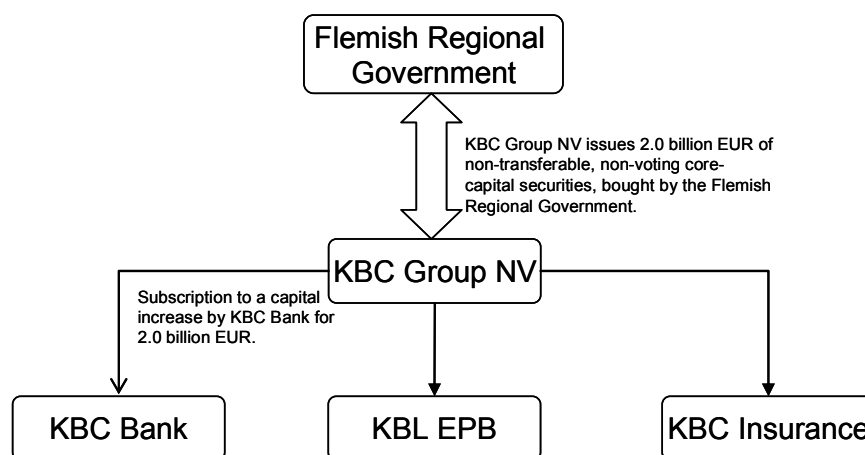 Flemish Regional
Government
KBC Group NV issues 2.0 billion EUR of
non-transferable, non-voting core-
capital securities, bought by the Flemish
Regional Government.
KBC Group NV
Subscription to a capital
increase by KBC Bank for
2.0 billion EUR.
KBC Bank
KBL EPB
KBC Insurance